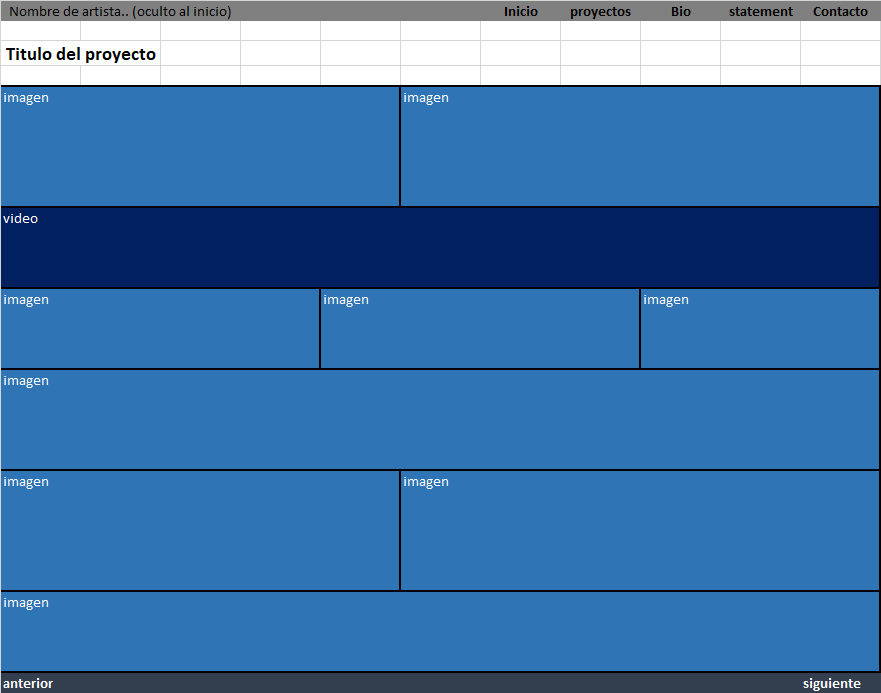 Nombre de artista.. (oculto al inicio) Inicio proyectos Bio statement Contacto
Titulo del proyecto
imagen imagen
video
imagen imagen imagen
imagen
imagen imagen
imagen
anterior siguiente